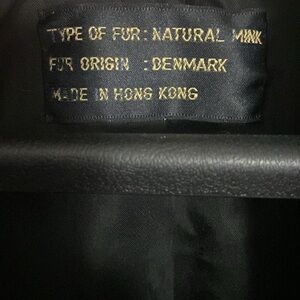 TYPE OF FUR: NATURAL MINK
FUR ORIGIN : DENMARK
MADE IN HONG KONG